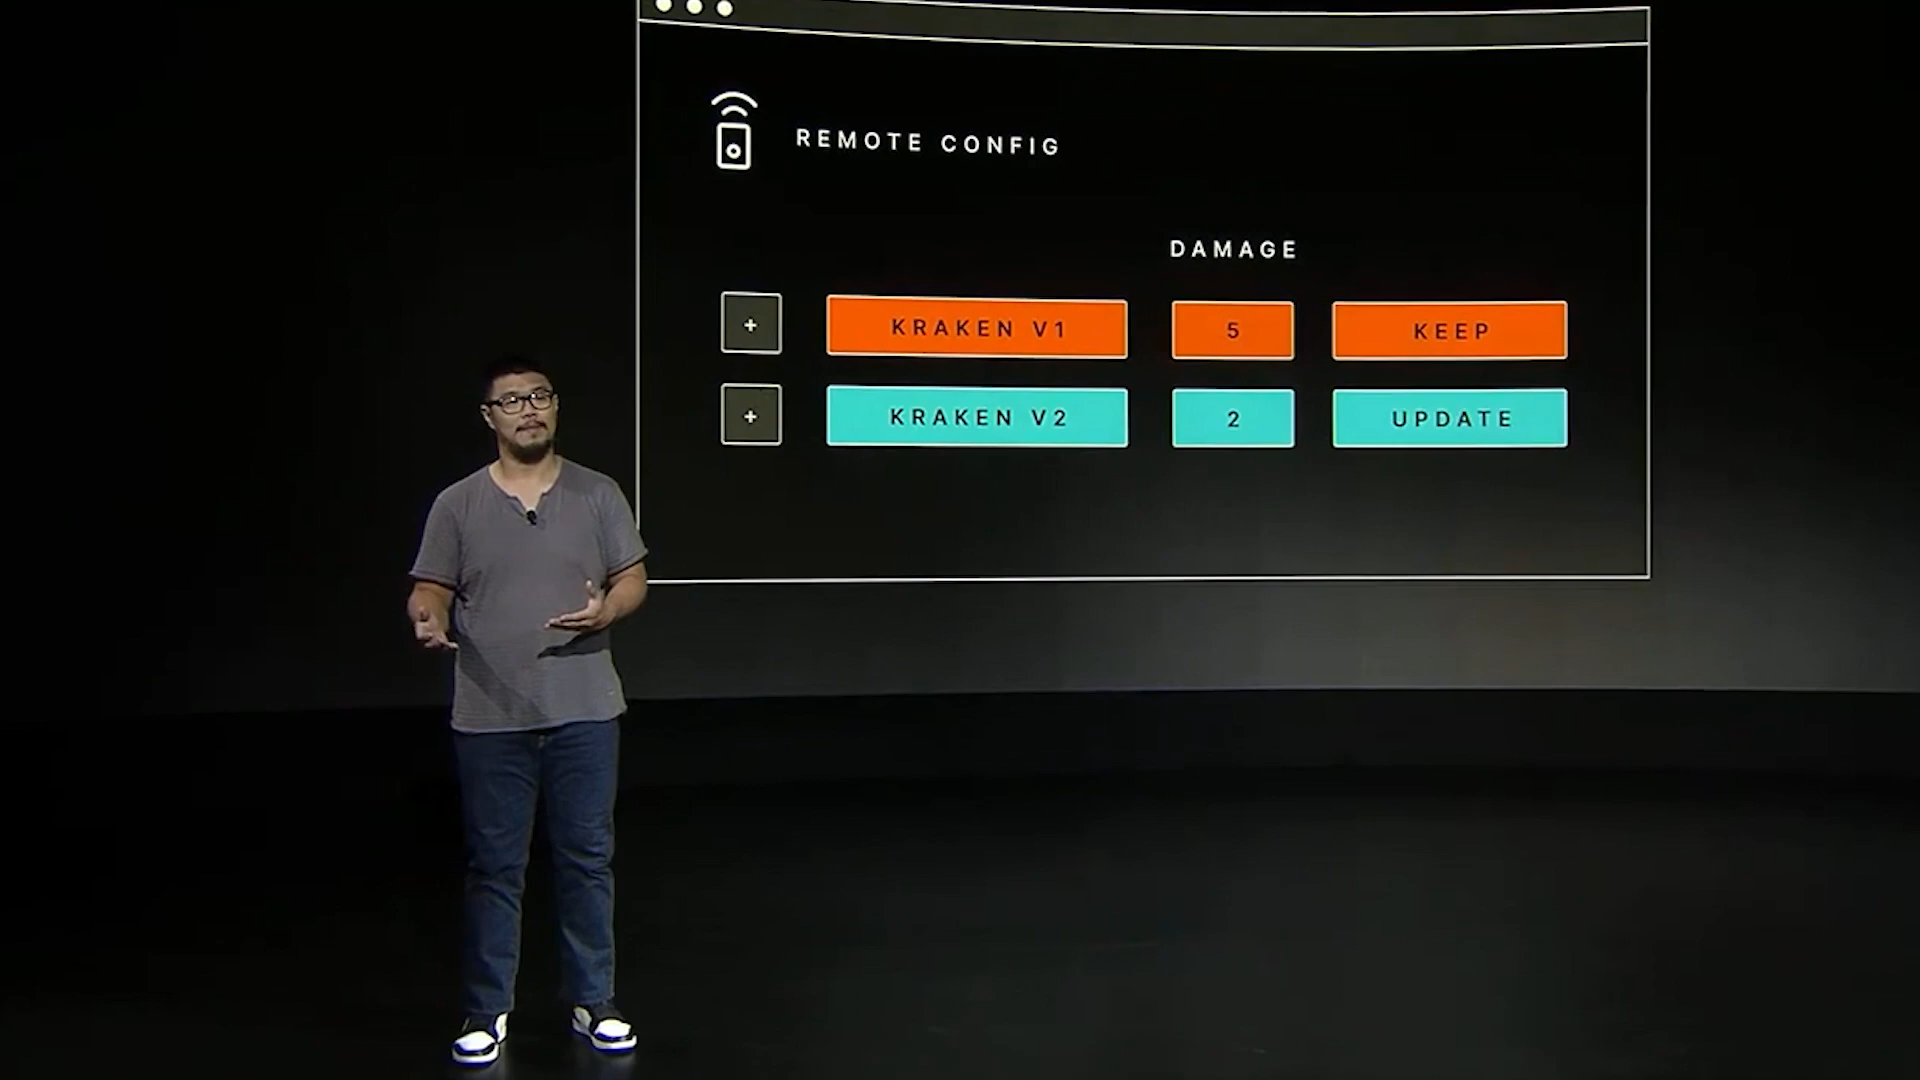 REMOTE CONFIG
DAMAGE
+ KRAKEN V1 5 KEEP
+ KRAKEN V2 2 UPDATE